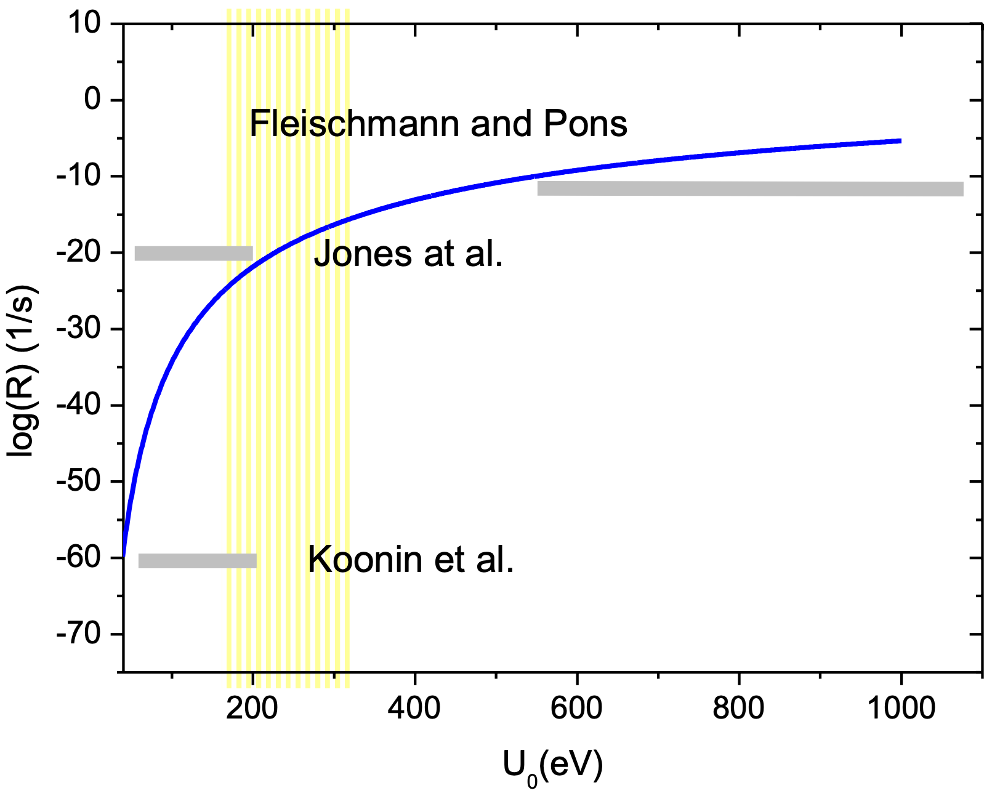 10
0
Fleischmann and Pons
-10
-20
Jones at al.
-30
-40
-50
-60
Koonin et al.
-70
log(R) (1/s)
200 400 600 800 1000
U0(eV)